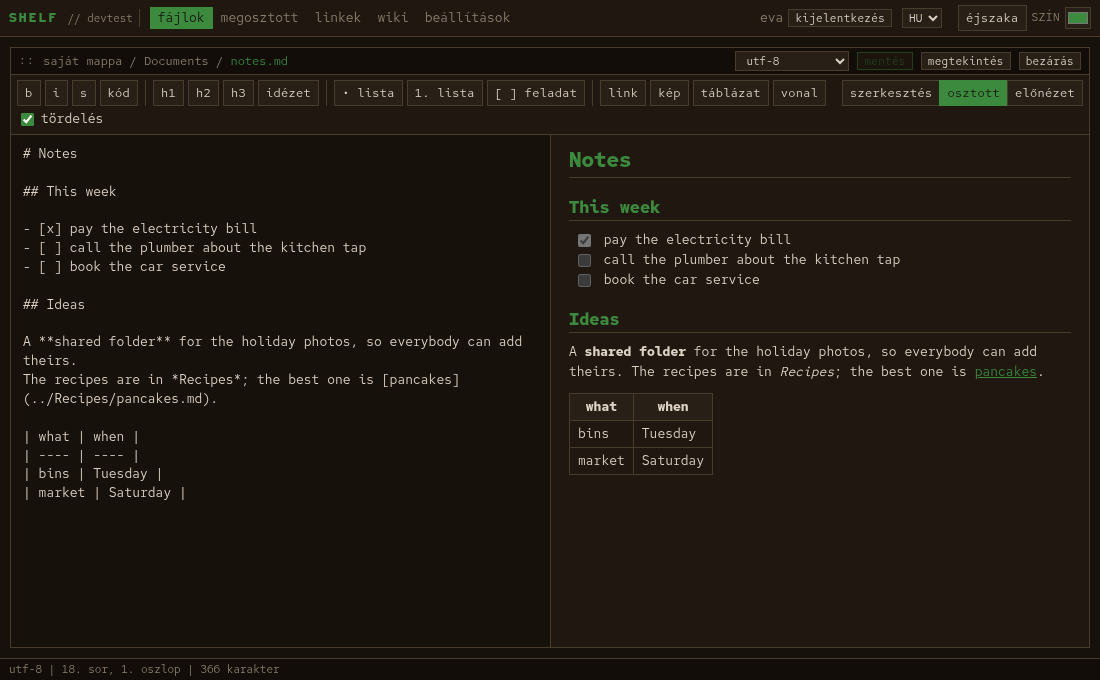 SHELF // devtest fájlok megosztott linkek wiki beállítások eva kijelentkezés HU éjszaka SZÍN
:: saját mappa / Documents / notes.md utf-8 mentés megtekintés bezárás
b i s kód h1 h2 h3 idézet • lista 1. lista [ ] feladat link kép táblázat vonal szerkesztés osztott előnézet
tördelés
# Notes
## This week
- [x] pay the electricity bill
- [ ] call the plumber about the kitchen tap
- [ ] book the car service
## Ideas
A **shared folder** for the holiday photos, so everybody can add
theirs.
The recipes are in *Recipes*; the best one is [pancakes]
(../Recipes/pancakes.md).
| what | when |
| ---- | ---- |
| bins | Tuesday |
| market | Saturday |
Notes
This week
pay the electricity bill
call the plumber about the kitchen tap
book the car service
Ideas
A shared folder for the holiday photos, so everybody can add
theirs. The recipes are in Recipes; the best one is pancakes.
what when
bins Tuesday
market Saturday
utf-8 | 18. sor, 1. oszlop | 366 karakter